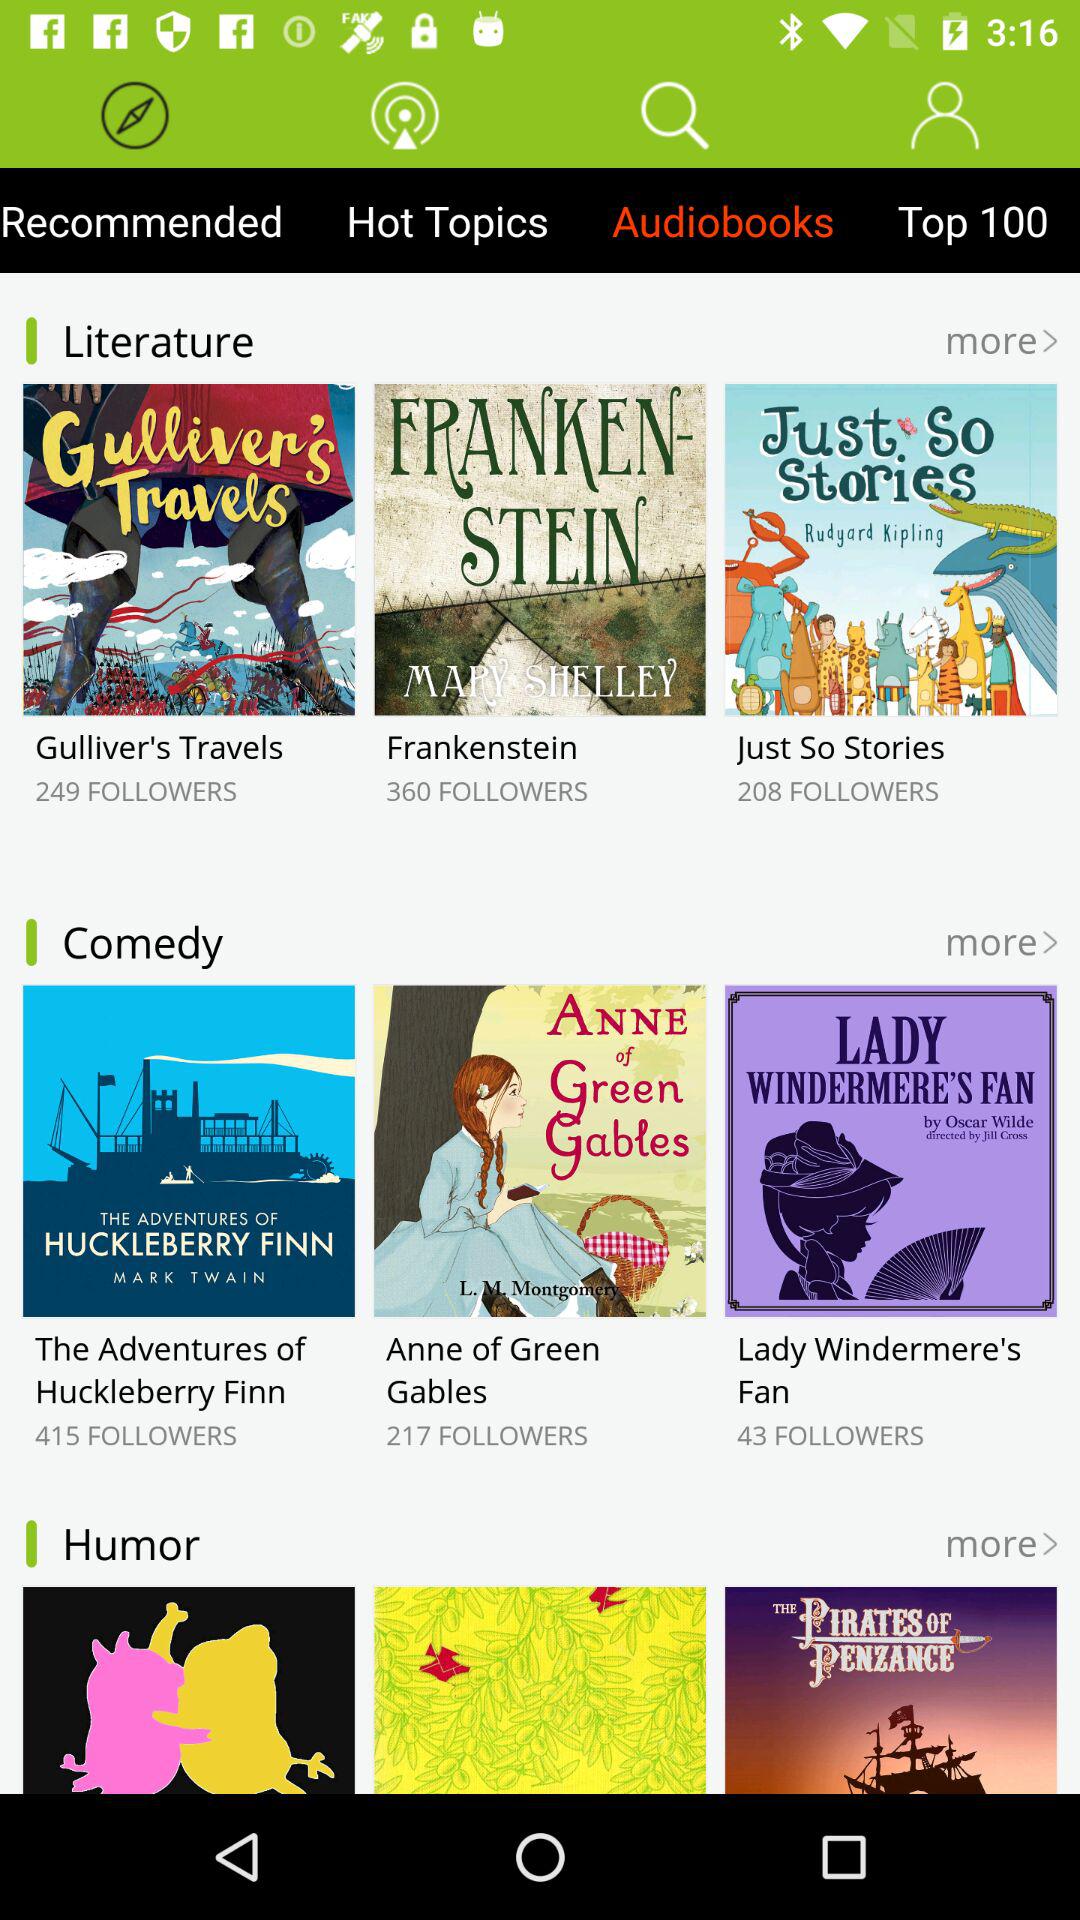 FAKE
3:16
Recommended Hot Topics Audiobooks Top 100
Literature more
Gulliver's
Travels
FRANKEN-
STEIN
MARY SHELLEY
Just So
Stories
Rudyard Kipling
Gulliver's Travels
249 FOLLOWERS
Frankenstein
360 FOLLOWERS
Just So Stories
208 FOLLOWERS
Comedy more
THE ADVENTURES OF
HUCKLEBERRY FINN
MARK TWAIN
ANNE
of
Green
Gables
L. M. Montgomery
LADY
WINDERMERE'S FAN
by Oscar Wilde
directed by Jill Cross
The Adventures of
Huckleberry Finn
415 FOLLOWERS
Anne of Green
Gables
217 FOLLOWERS
Lady Windermere's
Fan
43 FOLLOWERS
Humor more
THE PIRATES OF
PENZANCE